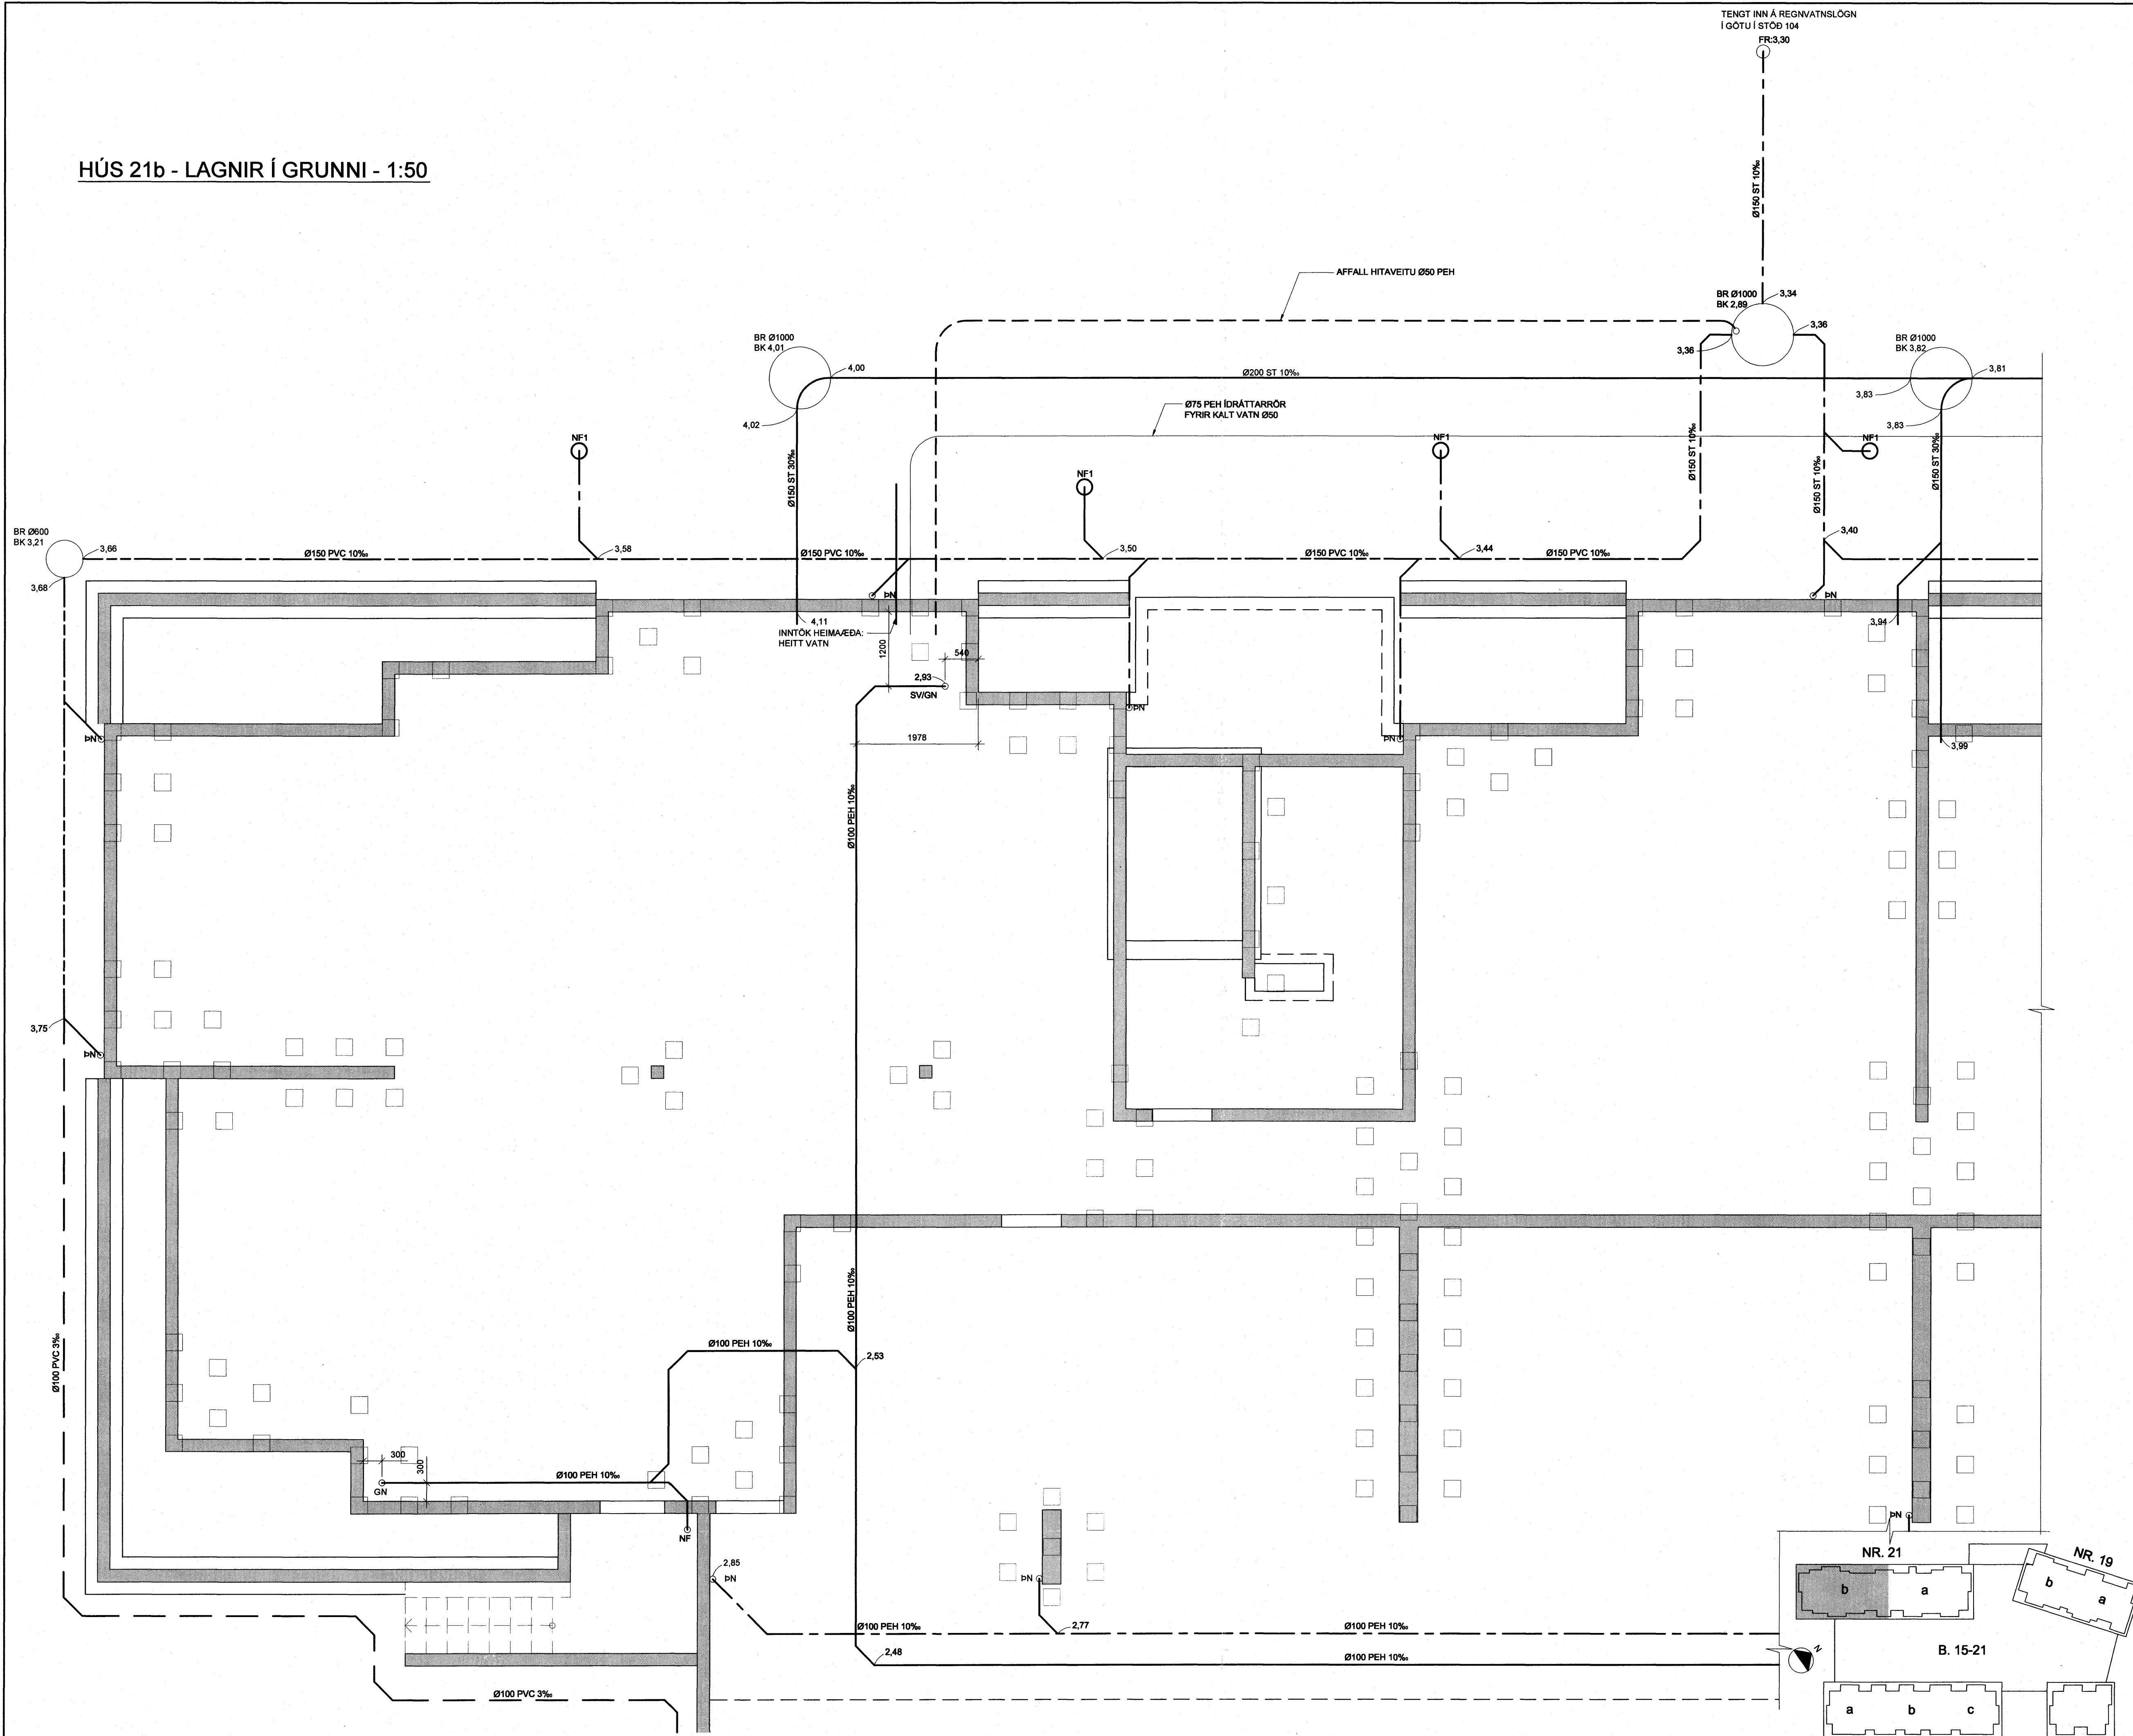 TENGT INN Á REGNVATNSLÖGN
Í GÖTU Í STÖÐ 104
FR:3,30
HÚS 21b - LAGNIR Í GRUNNI - 1:50
Ø150 ST 10‰
AFFALL HITAVEITU Ø50 PEH
BR Ø1000
BK 2,89
3,34
3,36
3,36
BR Ø1000
BK 4,01
4,00
4,02
Ø200 ST 10‰
BR Ø1000
BK 3,82
3,81
3,83
3,83
Ø75 PEH ÍDRÁTTARRÖR
FYRIR KALT VATN Ø50
NF1
NF1
NF1
NF1
Ø150 ST 30‰
Ø150 ST 10‰
Ø150 ST 10‰
Ø150 ST 30‰
BR Ø600
BK 3,21
3,66
3,68
Ø150 PVC 10‰
3,58
Ø150 PVC 10‰
3,50
Ø150 PVC 10‰
3,44
Ø150 PVC 10‰
3,40
ÞN
ÞN
4,11
INNTÖK HEIMAÆÐA:
HEITT VATN
3,94
1200
540
2,93
SV/GN
ÞN
ÞN
ÞN
1978
3,99
Ø100 PEH 10‰
3,75
ÞN
Ø100 PEH 10‰
Ø100 PEH 10‰
2,53
Ø100 PVC 3‰
300
300
GN
Ø100 PEH 10‰
NF
2,85
ÞN
ÞN
ÞN
2,77
Ø100 PEH 10‰
Ø100 PEH 10‰
2,48
Ø100 PEH 10‰
Ø100 PVC 3‰
NR. 21
NR. 19
b
a
b
a
N
B. 15-21
a
b
c